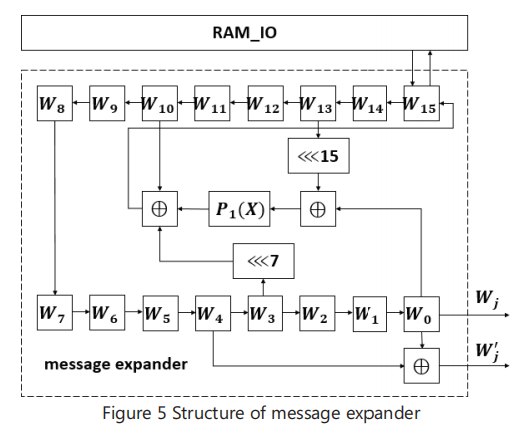 RAM_IO
W₈ W₉ W₁₀ W₁₁ W₁₂ W₁₃ W₁₄ W₁₅
⋘15
⊕ P₁(X) ⊕
⋘7
W₇ W₆ W₅ W₄ W₃ W₂ W₁ W₀ Wⱼ
message expander ⊕ W′ⱼ
Figure 5 Structure of message expander